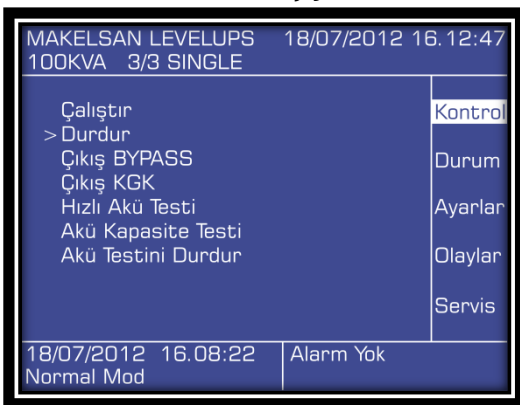 MAKELSAN LEVELUPS 18/07/2012 16.12:47
100KVA 3/3 SINGLE
Çalıştır
>Durdur
Çıkış BYPASS
Çıkış KGK
Hızlı Akü Testi
Akü Kapasite Testi
Akü Testini Durdur
Kontrol
Durum
Ayarlar
Olaylar
Servis
18/07/2012 16.08:22 Alarm Yok
Normal Mod